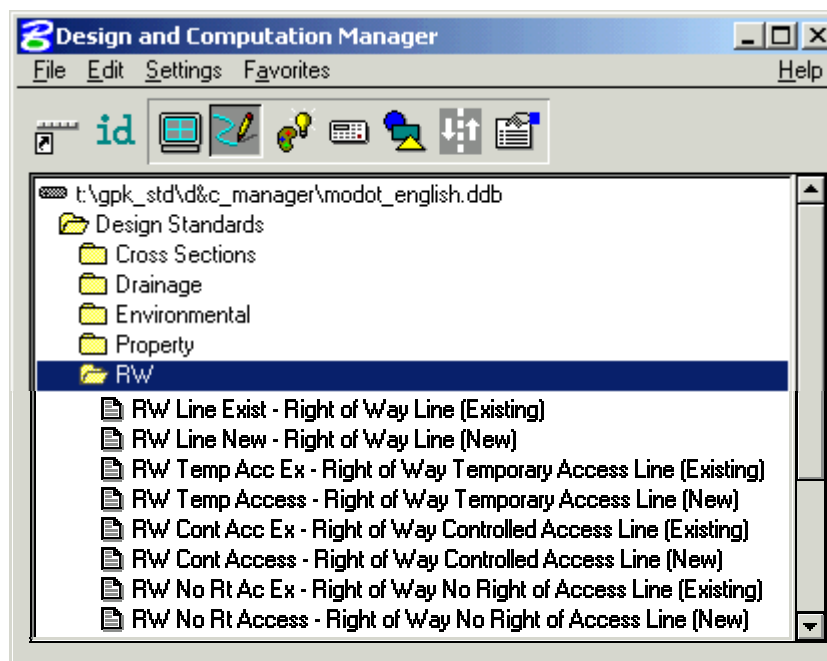 Design and Computation Manager
File Edit Settings Favorites Help
id
t:\gpk_std\d&c_manager\modot_english.ddb
Design Standards
Cross Sections
Drainage
Environmental
Property
RW
RW Line Exist - Right of Way Line (Existing)
RW Line New - Right of Way Line (New)
RW Temp Acc Ex - Right of Way Temporary Access Line (Existing)
RW Temp Access - Right of Way Temporary Access Line (New)
RW Cont Acc Ex - Right of Way Controlled Access Line (Existing)
RW Cont Access - Right of Way Controlled Access Line (New)
RW No Rt Ac Ex - Right of Way No Right of Access Line (Existing)
RW No Rt Access - Right of Way No Right of Access Line (New)